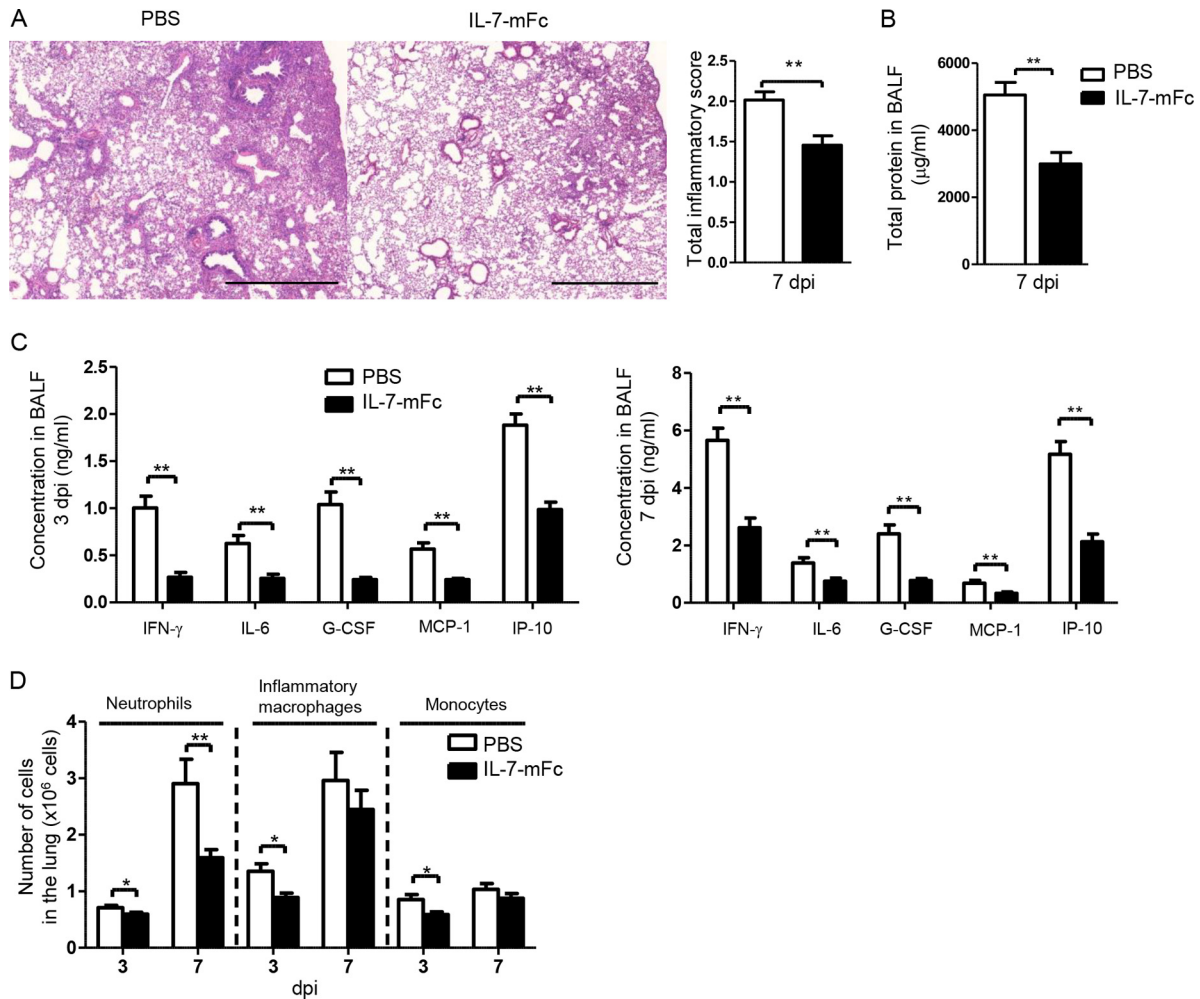 A
PBS
IL-7-mFc
Total inflammatory score
2.5
2.0
1.5
1.0
0.5
0.0
**
7 dpi
B
Total protein in BALF
(μg/ml)
6000
4000
2000
0
**
7 dpi
PBS
IL-7-mFc
C
Concentration in BALF
3 dpi (ng/ml)
2.5
2.0
1.5
1.0
0.5
0.0
PBS
IL-7-mFc
**
**
**
**
**
IFN-γ
IL-6
G-CSF
MCP-1
IP-10
Concentration in BALF
7 dpi (ng/ml)
8
6
4
2
0
**
**
**
**
**
IFN-γ
IL-6
G-CSF
MCP-1
IP-10
D
Neutrophils
Inflammatory
macrophages
Monocytes
Number of cells
in the lung (x10⁶ cells)
4
3
2
1
0
PBS
IL-7-mFc
*
**
*
*
3
7
3
7
3
7
dpi